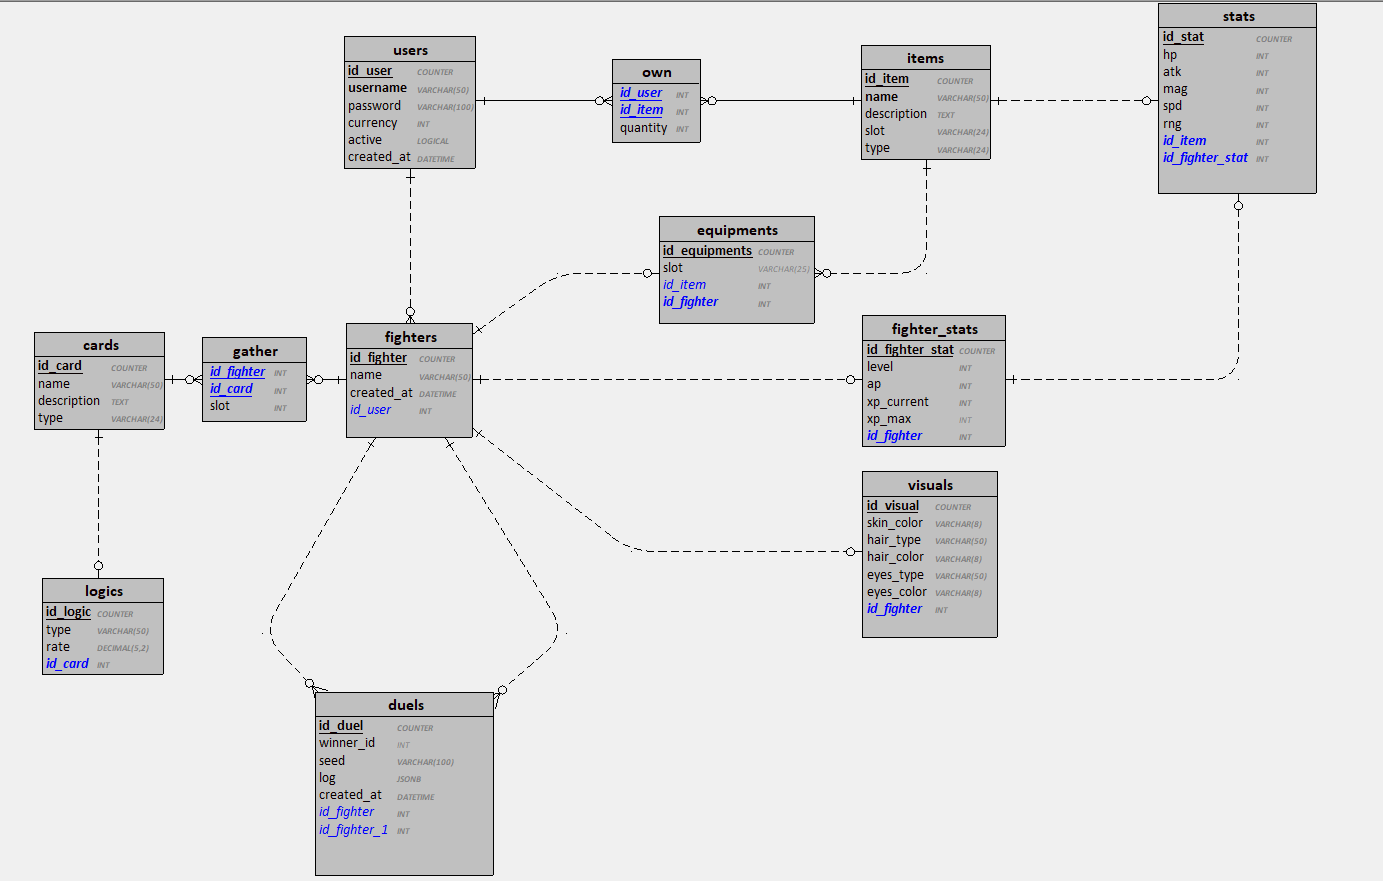 users
id_user COUNTER
username VARCHAR(50)
password VARCHAR(100)
currency INT
active LOGICAL
created_at DATETIME
own
id_user INT
id_item INT
quantity INT
items
id_item COUNTER
name VARCHAR(50)
description TEXT
slot VARCHAR(24)
type VARCHAR(24)
stats
id_stat COUNTER
hp INT
atk INT
mag INT
spd INT
rng INT
id_item INT
id_fighter_stat INT
equipments
id_equipments COUNTER
slot VARCHAR(25)
id_item INT
id_fighter INT
cards
id_card COUNTER
name VARCHAR(50)
description TEXT
type VARCHAR(24)
gather
id_fighter INT
id_card INT
slot INT
fighters
id_fighter COUNTER
name VARCHAR(50)
created_at DATETIME
id_user INT
fighter_stats
id_fighter_stat COUNTER
level INT
ap INT
xp_current INT
xp_max INT
id_fighter INT
visuals
id_visual COUNTER
skin_color VARCHAR(8)
hair_type VARCHAR(50)
hair_color VARCHAR(8)
eyes_type VARCHAR(50)
eyes_color VARCHAR(8)
id_fighter INT
logics
id_logic COUNTER
type VARCHAR(50)
rate DECIMAL(5,2)
id_card INT
duels
id_duel COUNTER
winner_id INT
seed VARCHAR(100)
log JSONB
created_at DATETIME
id_fighter INT
id_fighter_1 INT